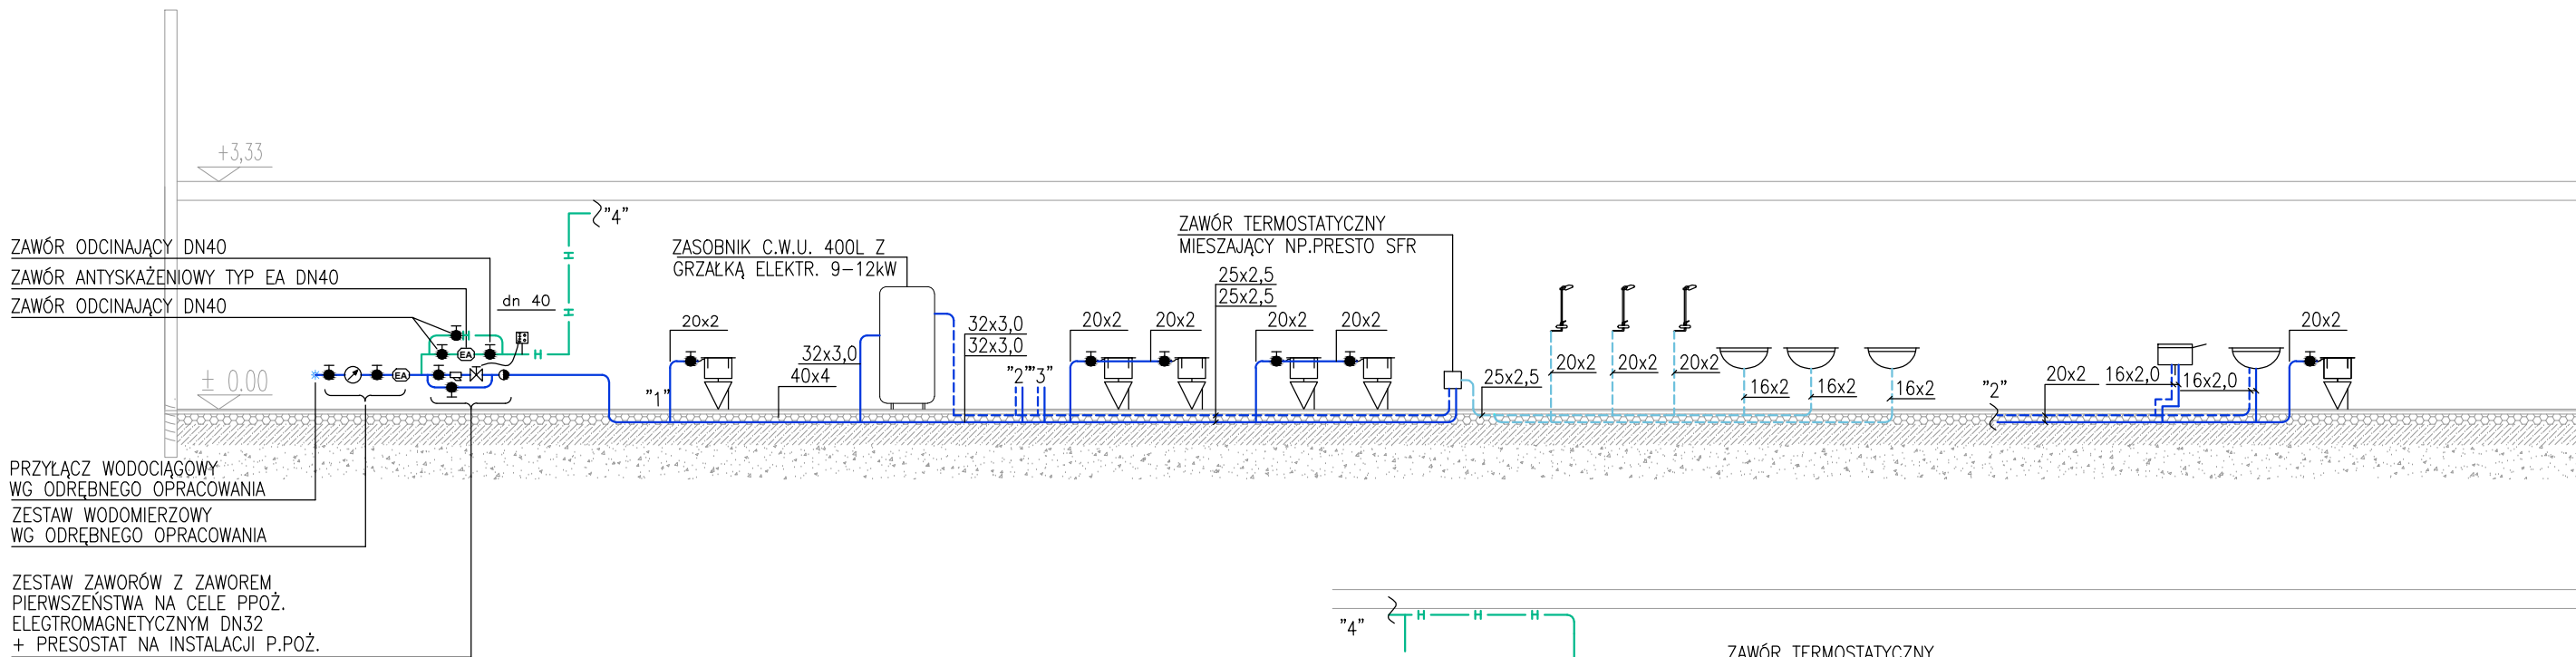 +3,33
"4"
ZAWÓR ODCINAJĄCY DN40
ZAWÓR ANTYSKAŻENIOWY TYP EA DN40
ZAWÓR ODCINAJĄCY DN40
dn 40
H
H
H
H
EA
EA
± 0.00
PRZYŁĄCZ WODOCIĄGOWY
WG ODRĘBNEGO OPRACOWANIA
ZESTAW WODOMIERZOWY
WG ODRĘBNEGO OPRACOWANIA
ZESTAW ZAWORÓW Z ZAWOREM
PIERWSZEŃSTWA NA CELE PPOŻ.
ELEGTROMAGNETYCZNYM DN32
+ PRESOSTAT NA INSTALACJI P.POŻ.
ZASOBNIK C.W.U. 400L Z
GRZAŁKĄ ELEKTR. 9-12kW
20x2
"1"
32x3,0
40x4
32x3,0
32x3,0
"2"
"3"
20x2
20x2
25x2,5
25x2,5
20x2
20x2
ZAWÓR TERMOSTATYCZNY
MIESZAJĄCY NP.PRESTO SFR
25x2,5
20x2
20x2
20x2
16x2
16x2
16x2
"2"
20x2
16x2,0
16x2,0
20x2
"4"
H
H
H
ZAWÓR TERMOSTATYCZNY